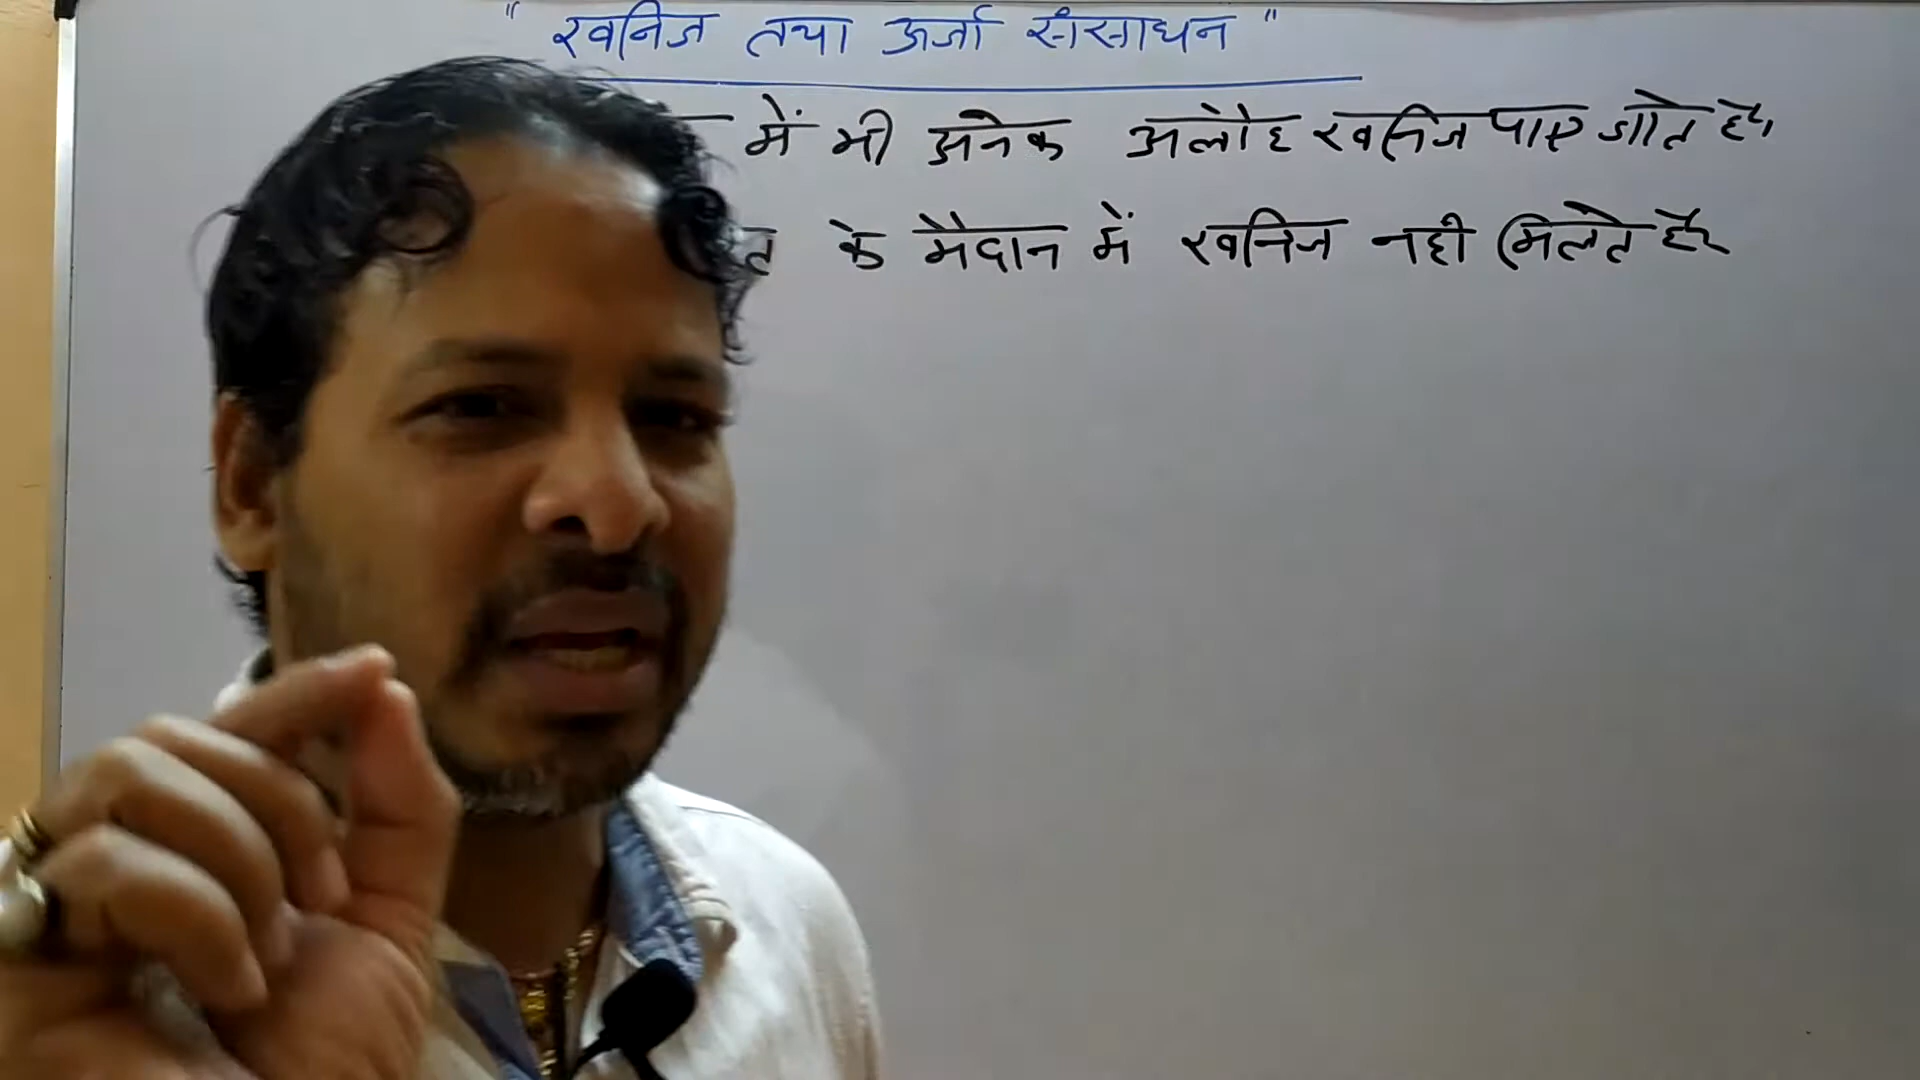 " खनिज तथा ऊर्जा संसाधन "
में भी अनेक अलौह खनिज पाए जाते हैं,
के मैदान में खनिज नही मिलते हैं